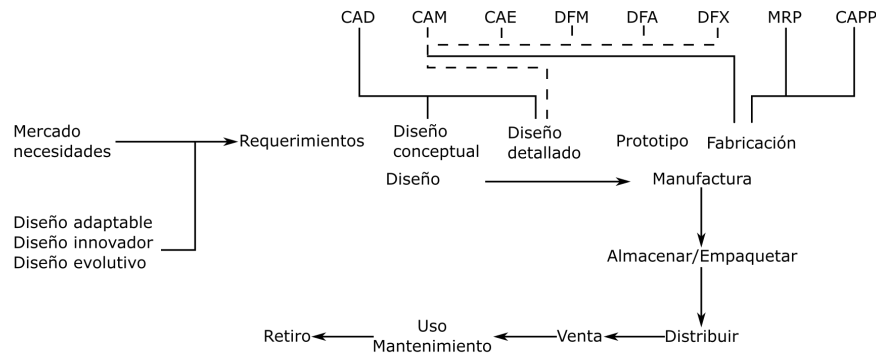 CAD CAM CAE DFM DFA DFX MRP CAPP
Mercado
necesidades
Requerimientos
Diseño
conceptual
Diseño
detallado
Prototipo
Fabricación
Diseño
Manufactura
Diseño adaptable
Diseño innovador
Diseño evolutivo
Almacenar/Empaquetar
Distribuir
Venta
Uso
Mantenimiento
Retiro